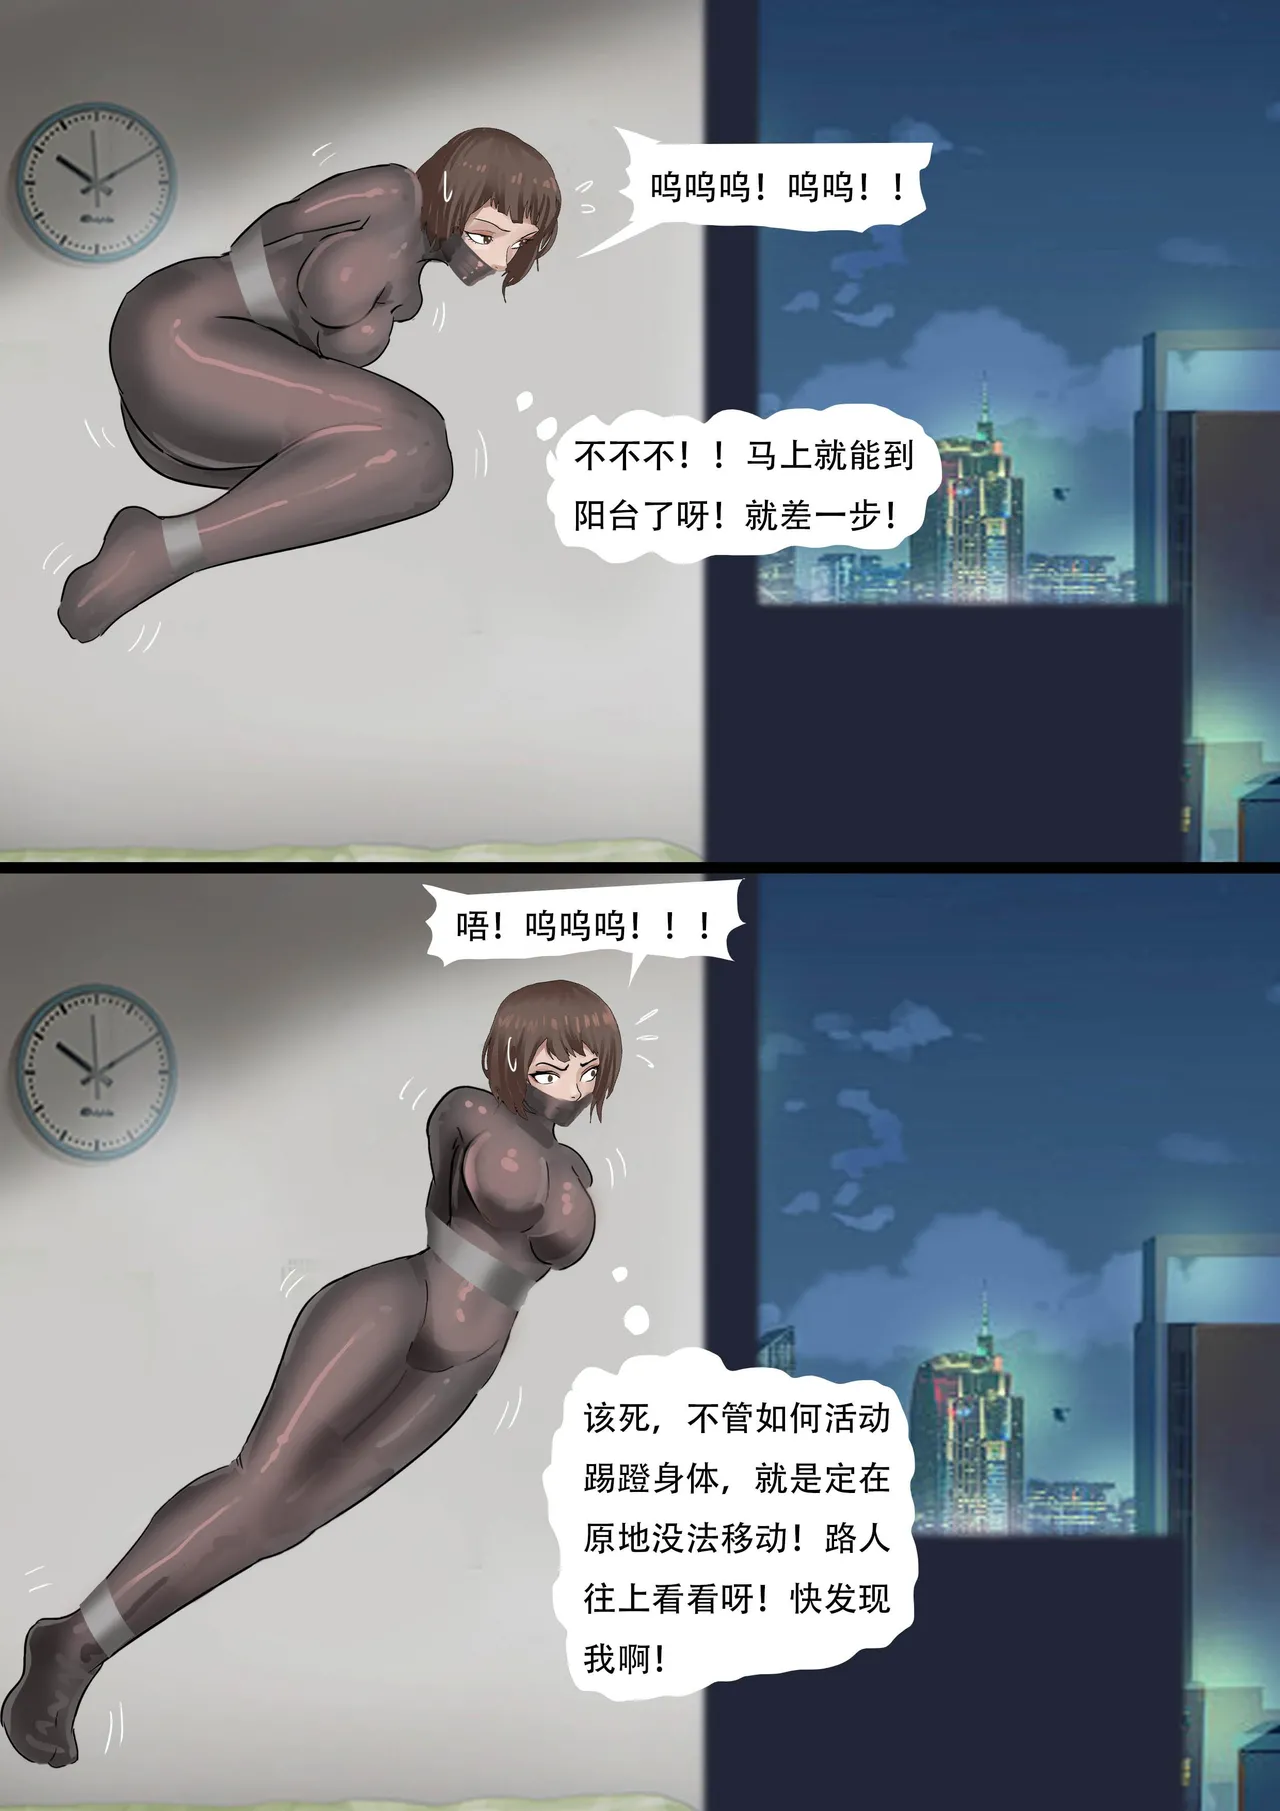 呜呜呜！呜呜！！
不不不！！马上就能到
阳台了呀！就差一步！
唔！呜呜呜！！！
该死，不管如何活动
踢蹬身体，就是定在
原地没法移动！路人
往上看看呀！快发现
我啊！